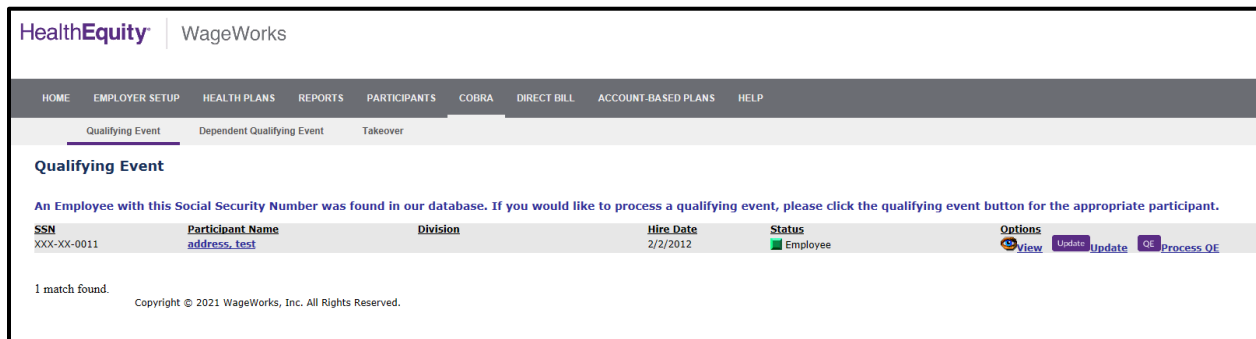 HealthEquity WageWorks
HOME EMPLOYER SETUP HEALTH PLANS REPORTS PARTICIPANTS COBRA DIRECT BILL ACCOUNT-BASED PLANS HELP
Qualifying Event Dependent Qualifying Event Takeover
Qualifying Event
An Employee with this Social Security Number was found in our database. If you would like to process a qualifying event, please click the qualifying event button for the appropriate participant.
SSN Participant Name Division Hire Date Status Options
XXX-XX-0011 address, test 2/2/2012 Employee View Update Update QE Process QE
1 match found.
Copyright © 2021 WageWorks, Inc. All Rights Reserved.